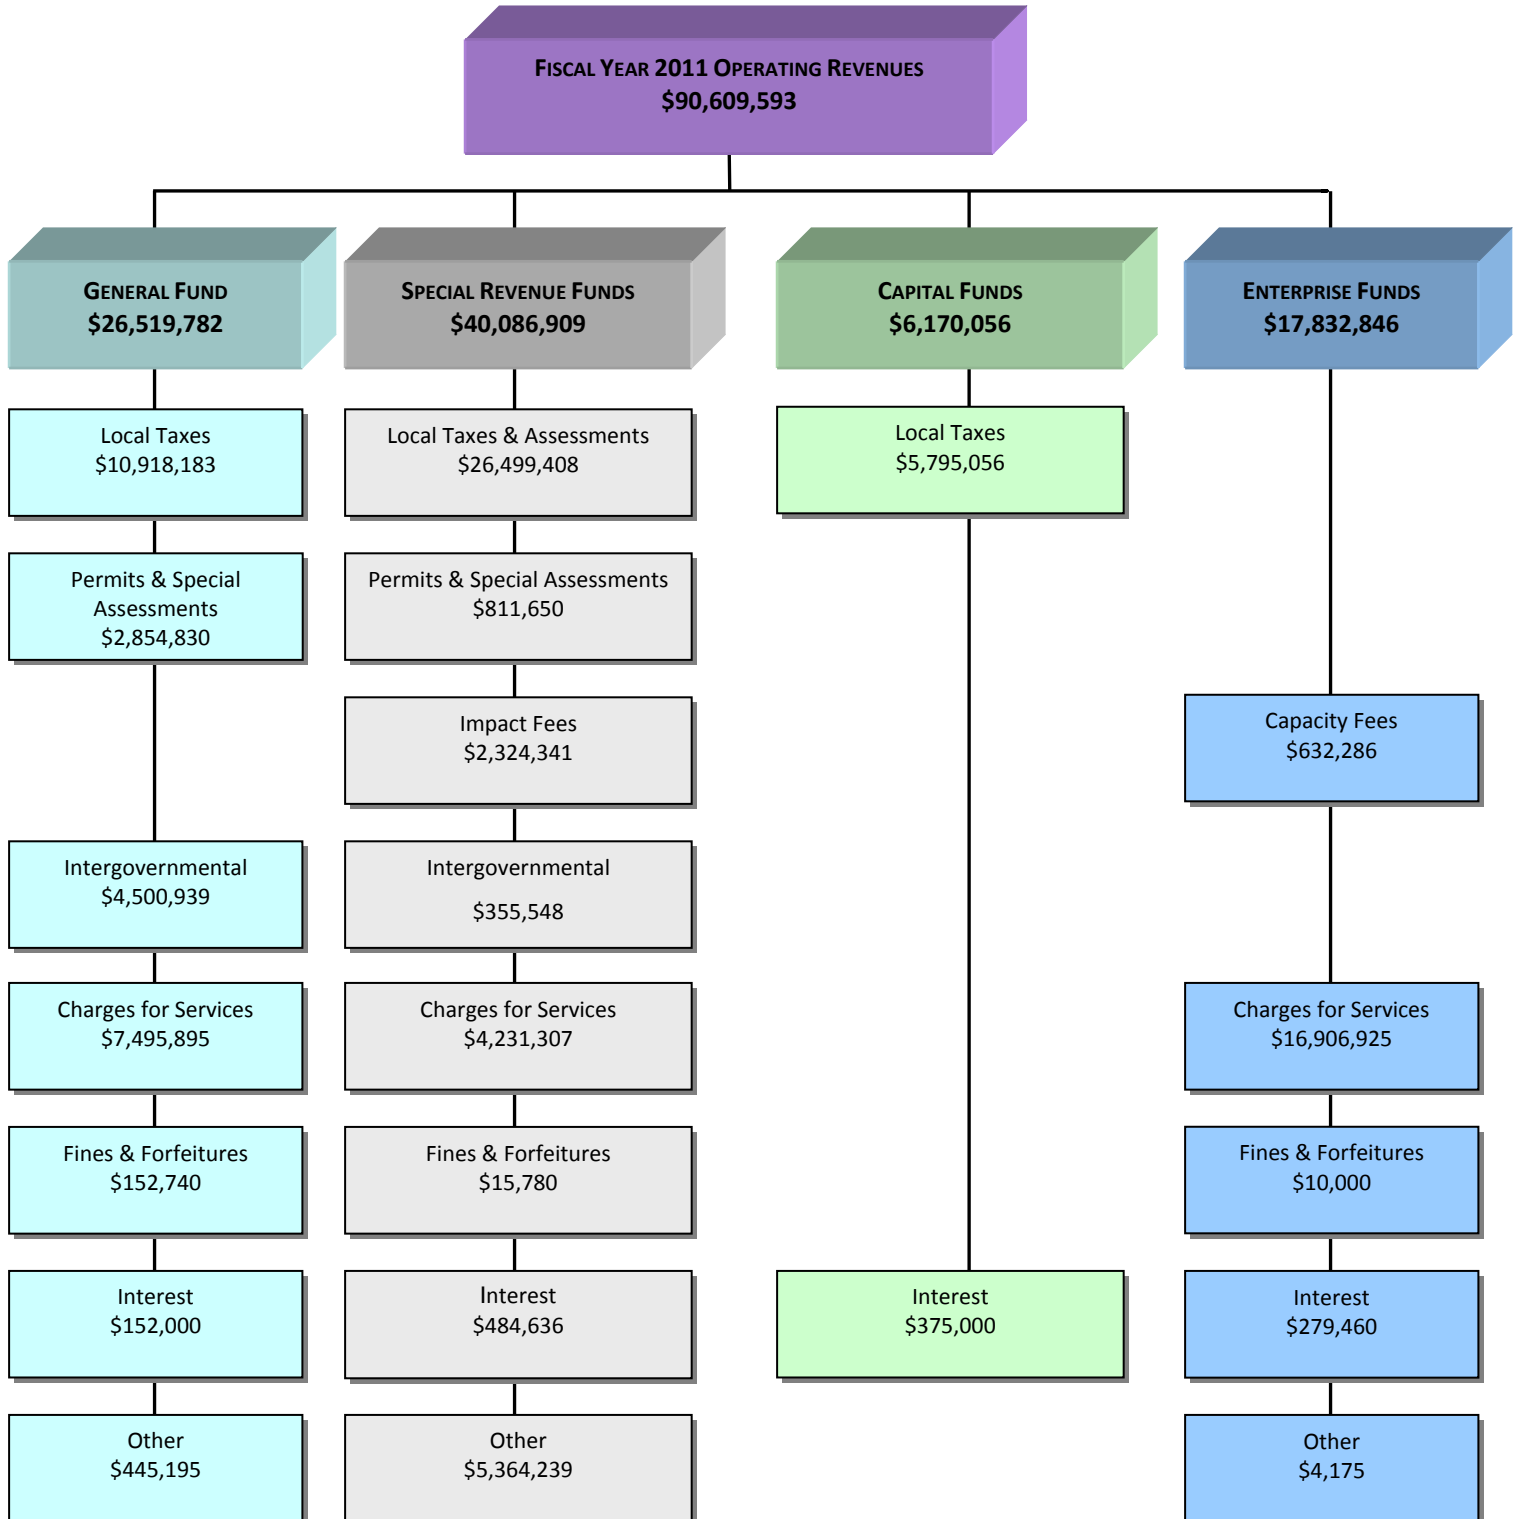 FISCAL YEAR 2011 OPERATING REVENUES
$90,609,593
GENERAL FUND
$26,519,782
SPECIAL REVENUE FUNDS
$40,086,909
CAPITAL FUNDS
$6,170,056
ENTERPRISE FUNDS
$17,832,846
Local Taxes
$10,918,183
Local Taxes & Assessments
$26,499,408
Local Taxes
$5,795,056
Permits & Special
Assessments
$2,854,830
Permits & Special Assessments
$811,650
Impact Fees
$2,324,341
Capacity Fees
$632,286
Intergovernmental
$4,500,939
Intergovernmental
$355,548
Charges for Services
$7,495,895
Charges for Services
$4,231,307
Charges for Services
$16,906,925
Fines & Forfeitures
$152,740
Fines & Forfeitures
$15,780
Fines & Forfeitures
$10,000
Interest
$152,000
Interest
$484,636
Interest
$375,000
Interest
$279,460
Other
$445,195
Other
$5,364,239
Other
$4,175